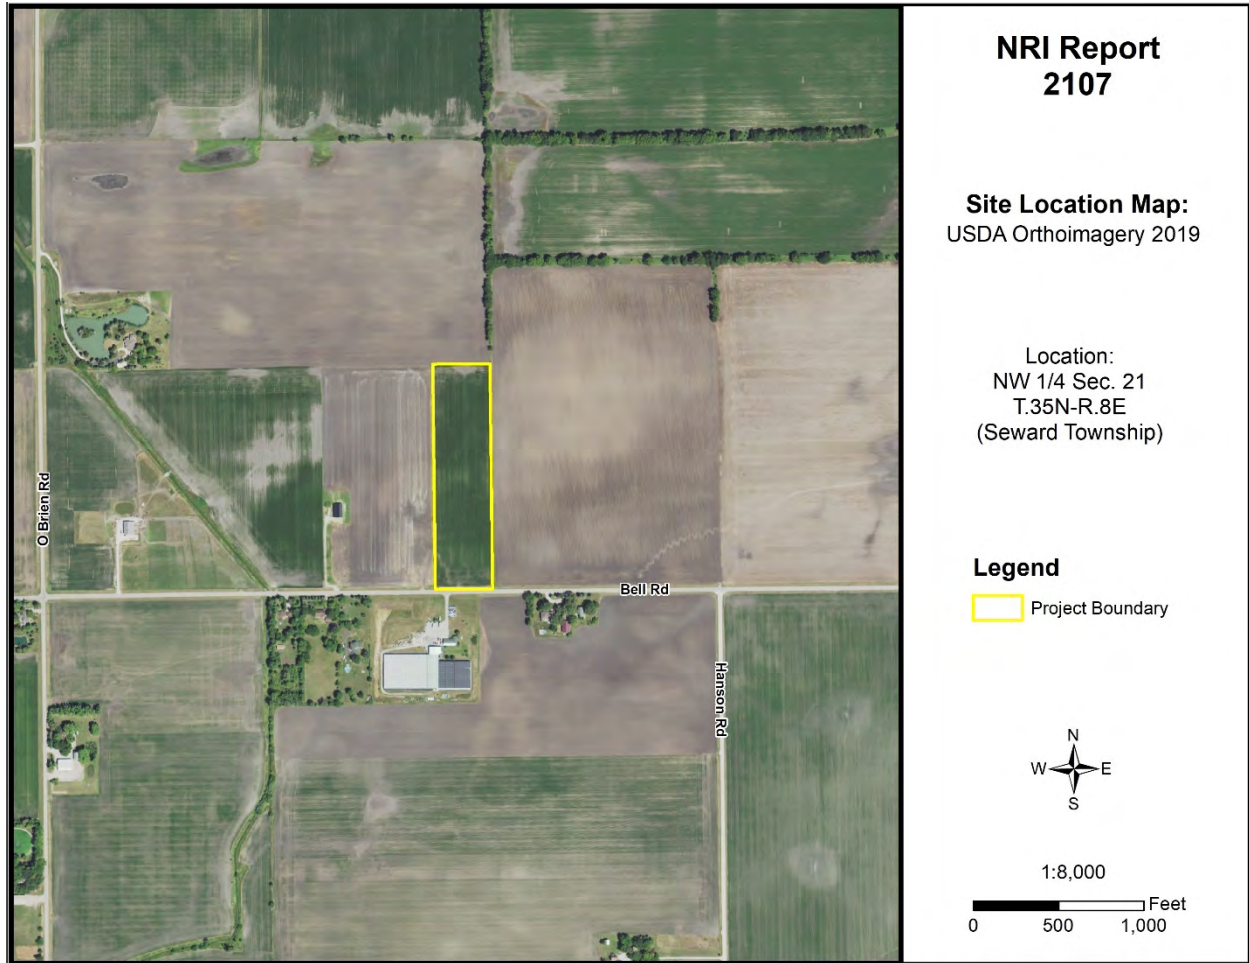 NRI Report
2107
Site Location Map:
USDA Orthoimagery 2019
Location:
NW 1/4 Sec. 21
T.35N-R.8E
(Seward Township)
O Brien Rd
Bell Rd
Hanson Rd
Legend
Project Boundary
N
W E
S
1:8,000
Feet
0 500 1,000